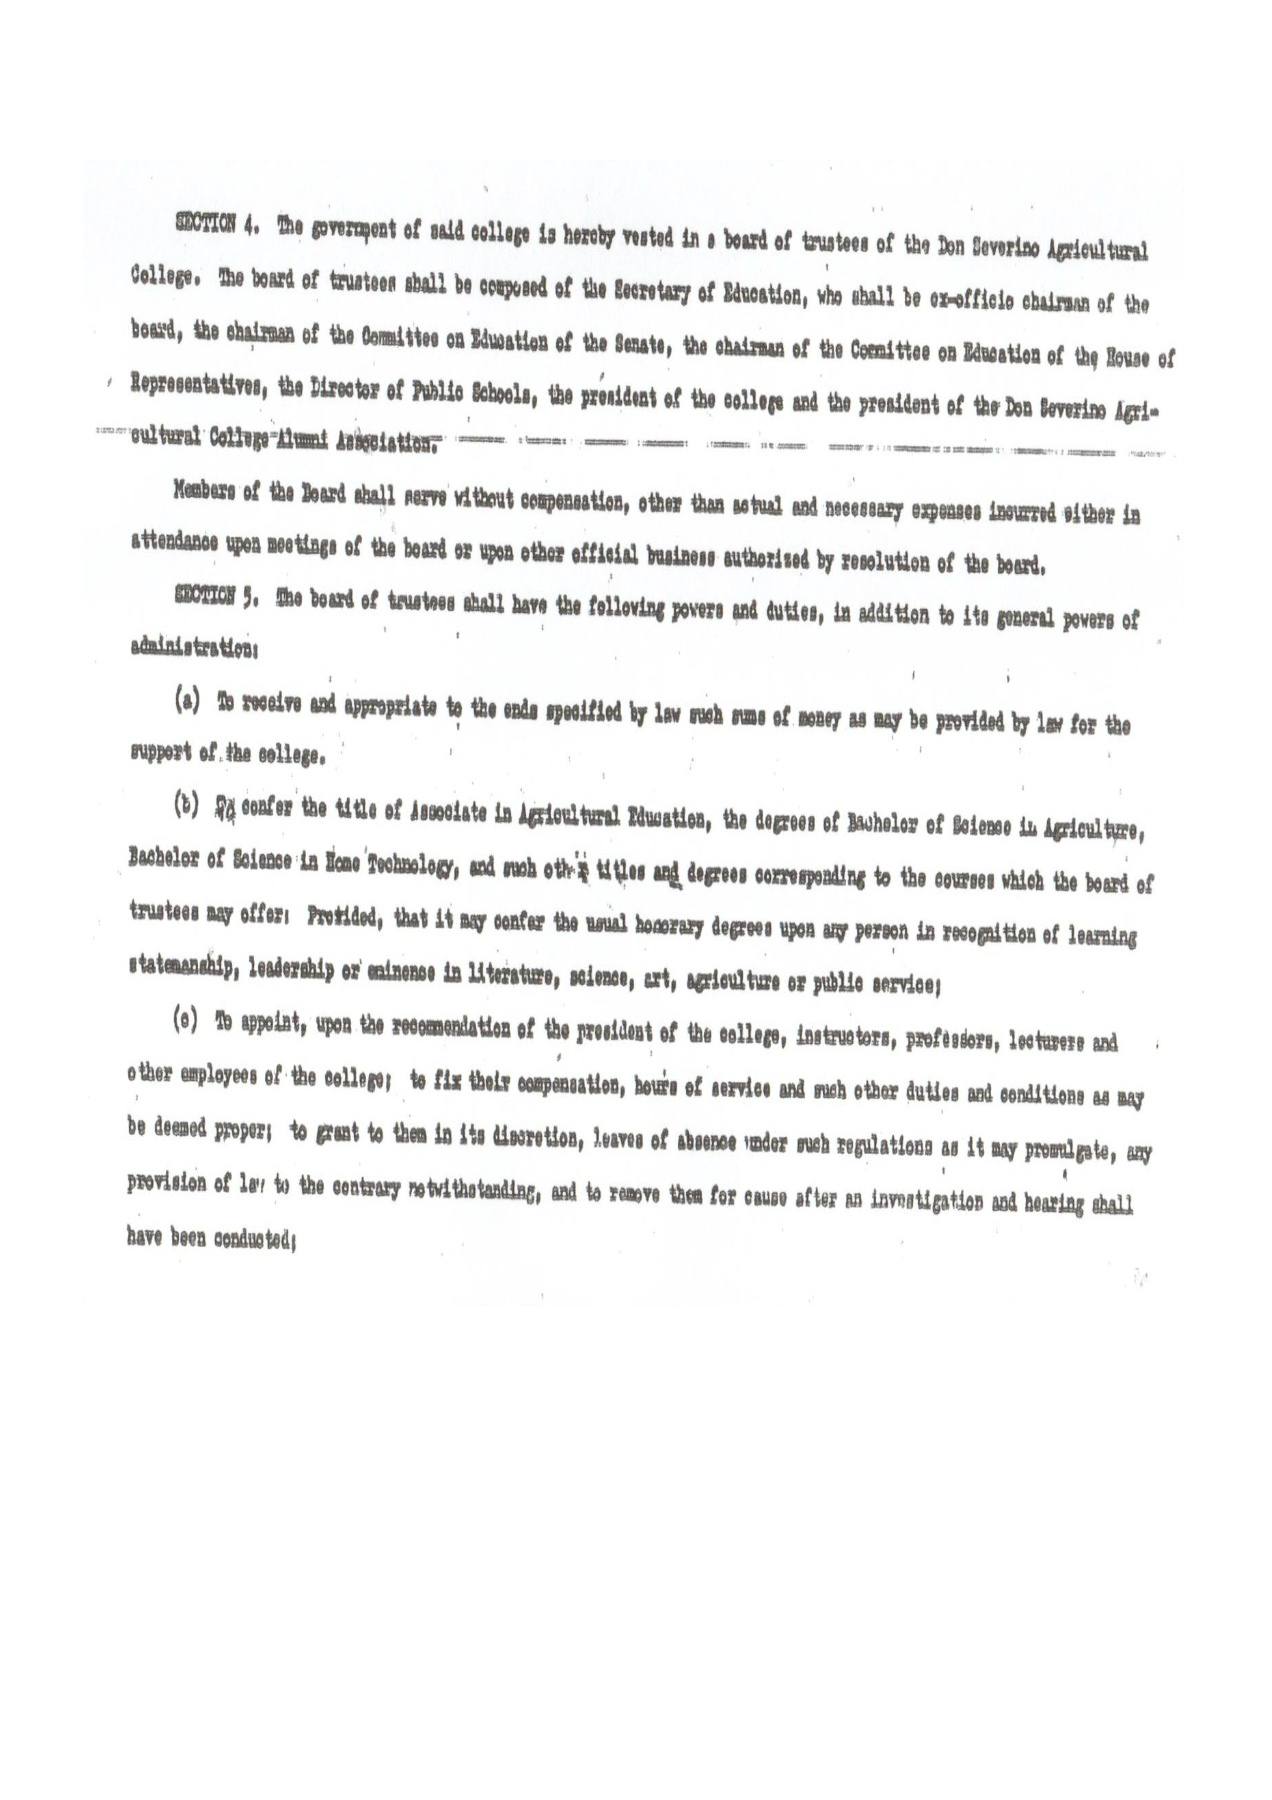 SECTION 4. The government of said college is hereby vested in a board of trustees of the Don Severino Agricultural
College. The board of trustees shall be composed of the Secretary of Education, who shall be ex-officio chairman of the
board, the chairman of the Committee on Education of the Senate, the chairman of the Committee on Education of the House of
Representatives, the Director of Public Schools, the president of the college and the president of the Don Severino Agri-
cultural College Alumni Association.
Members of the Board shall serve without compensation, other than actual and necessary expenses incurred either in
attendance upon meetings of the board or upon other official business authorized by resolution of the board.
SECTION 5. The board of trustees shall have the following powers and duties, in addition to its general powers of
administration:
(a) To receive and appropriate to the ends specified by law such sums of money as may be provided by law for the
support of the college.
(b) To confer the title of Associate in Agricultural Education, the degrees of Bachelor of Science in Agriculture,
Bachelor of Science in Home Technology, and such other titles and degrees corresponding to the courses which the board of
trustees may offer: Provided, that it may confer the usual honorary degrees upon any person in recognition of learning
statemanship, leadership or eminence in literature, science, art, agriculture or public service;
(c) To appoint, upon the recommendation of the president of the college, instructors, professors, lecturers and
other employees of the college; to fix their compensation, hours of service and such other duties and conditions as may
be deemed proper; to grant to them in its discretion, leaves of absence under such regulations as it may promulgate, any
provision of law to the contrary notwithstanding, and to remove them for cause after an investigation and hearing shall
have been conducted;